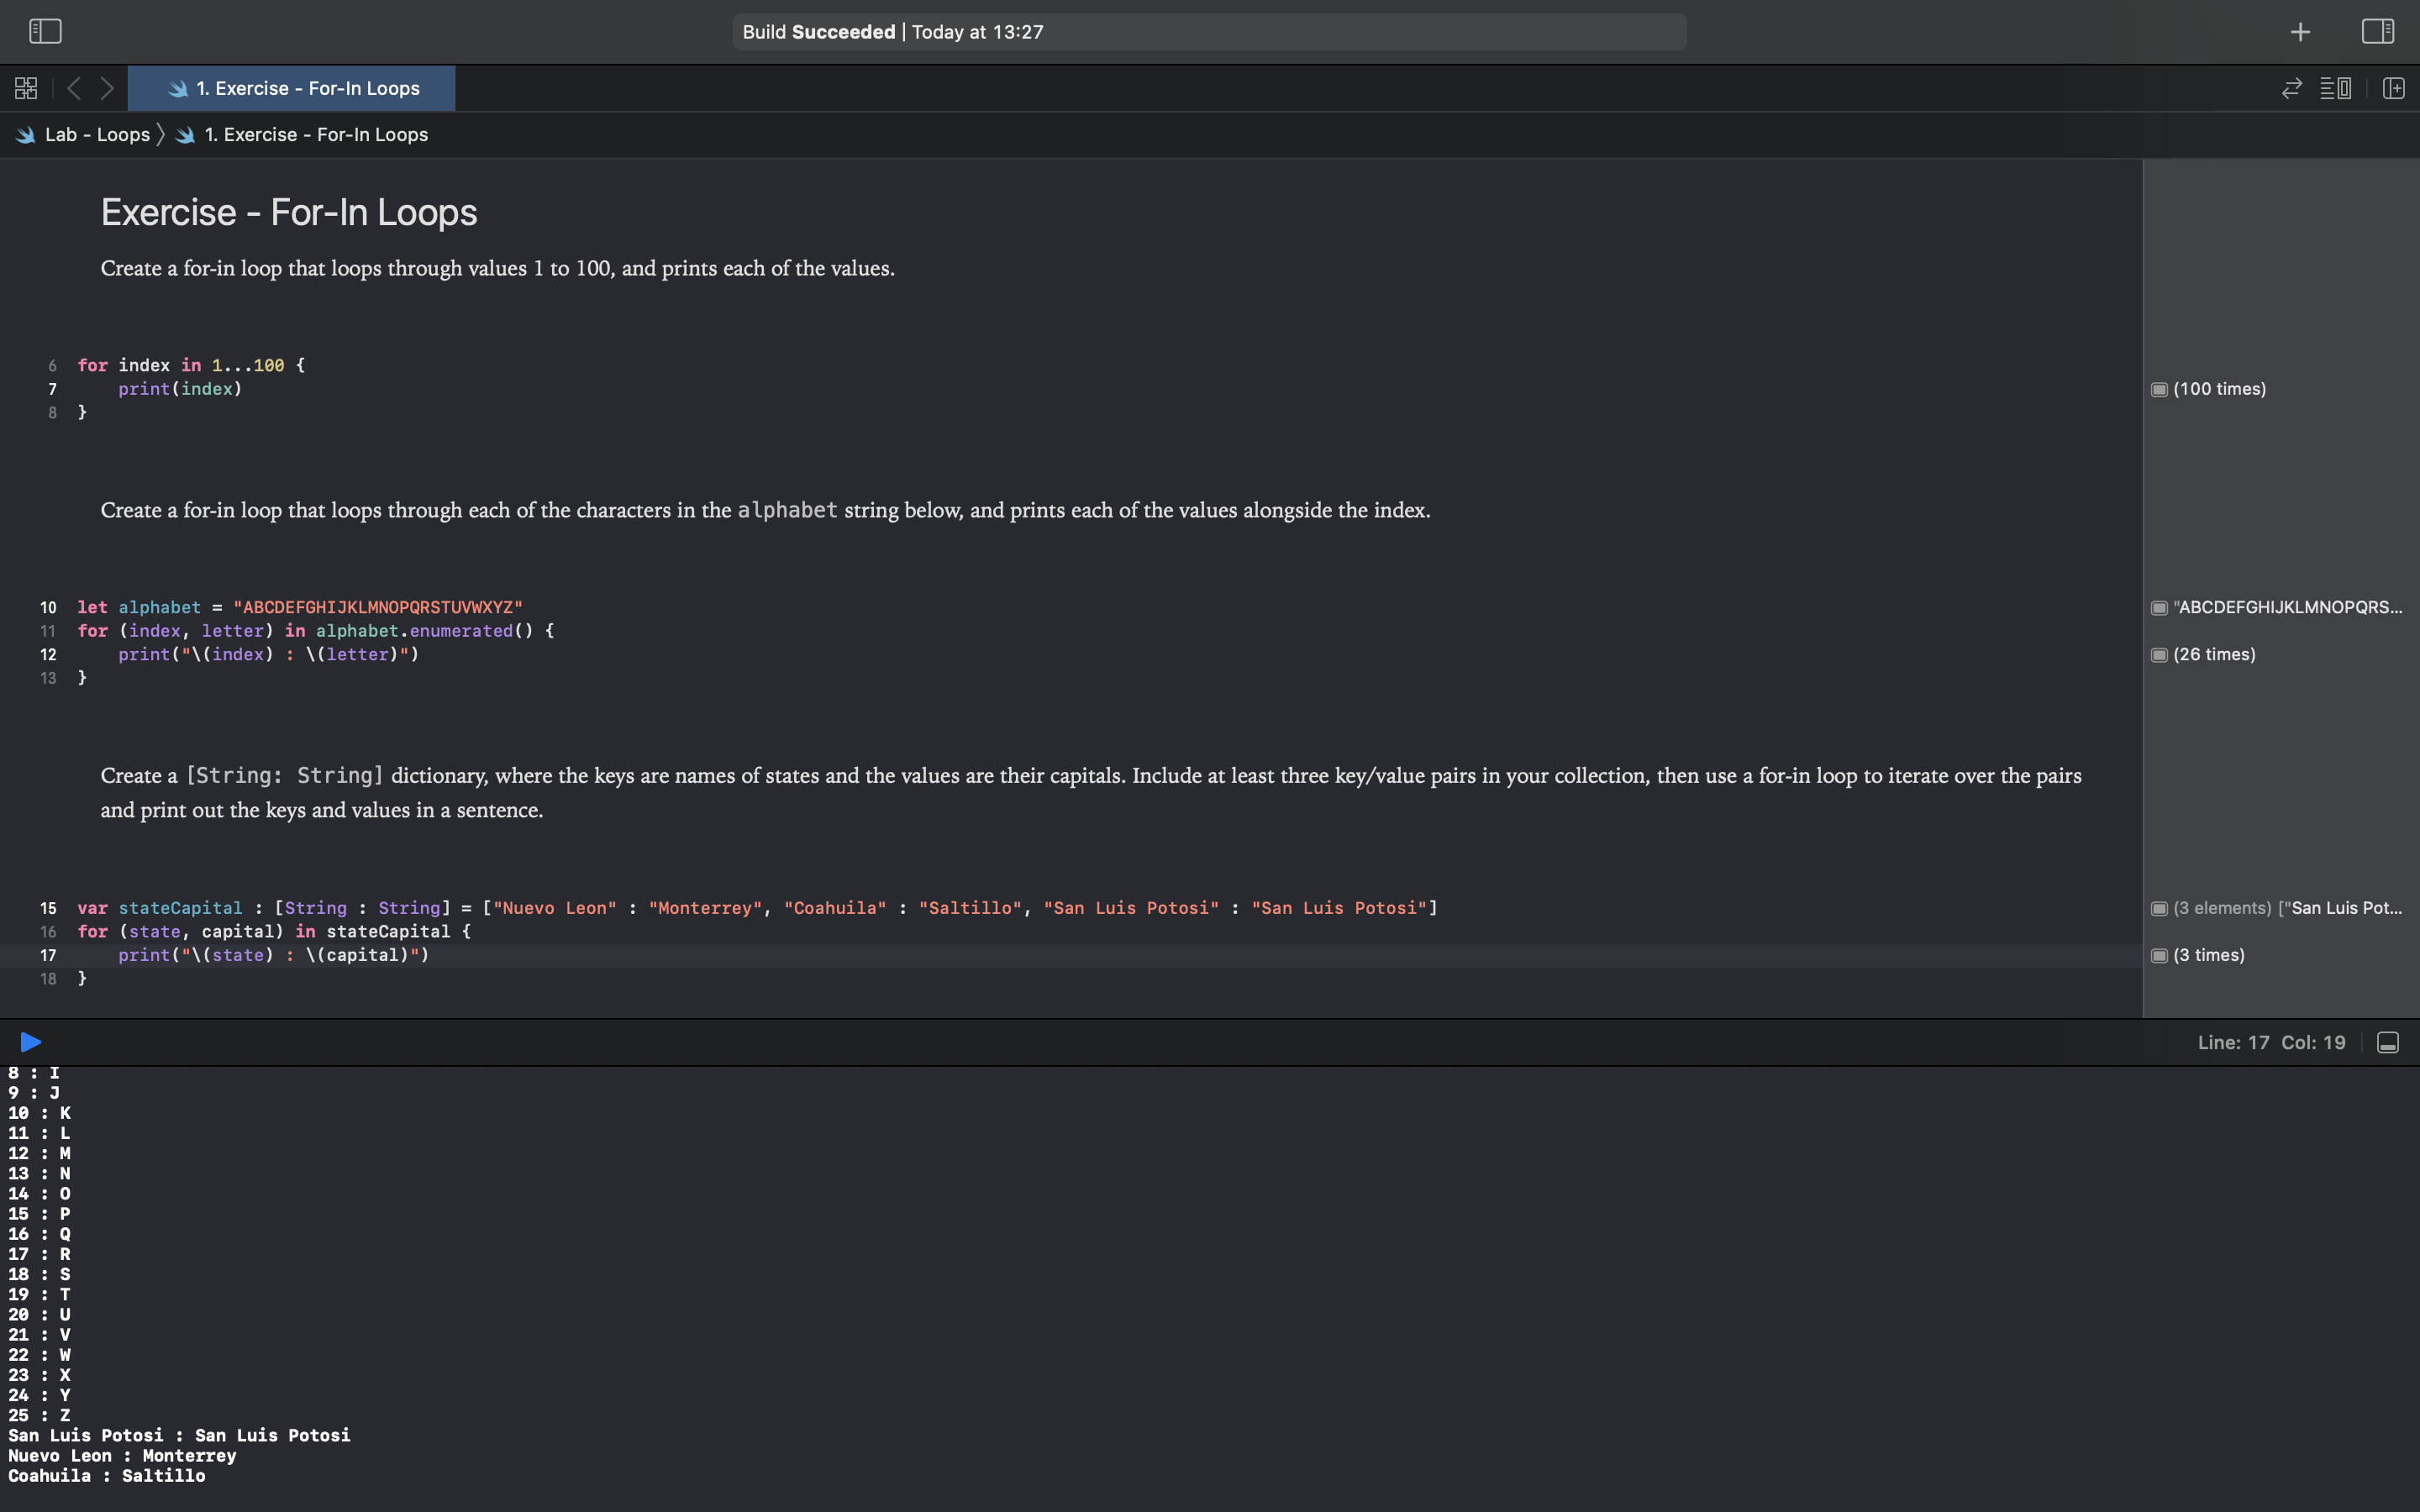 Build Succeeded | Today at 13:27
1. Exercise - For-In Loops
Lab - Loops 〉 1. Exercise - For-In Loops
Exercise - For-In Loops
Create a for-in loop that loops through values 1 to 100, and prints each of the values.
6 for index in 1...100 {
7 print(index)
(100 times)
8 }
Create a for-in loop that loops through each of the characters in the alphabet string below, and prints each of the values alongside the index.
10 let alphabet = "ABCDEFGHIJKLMNOPQRSTUVWXYZ"
"ABCDEFGHIJKLMNOPQRS...
11 for (index, letter) in alphabet.enumerated() {
12 print("\(index) : \(letter)")
(26 times)
13 }
Create a [String: String] dictionary, where the keys are names of states and the values are their capitals. Include at least three key/value pairs in your collection, then use a for-in loop to iterate over the pairs
and print out the keys and values in a sentence.
15 var stateCapital : [String : String] = ["Nuevo Leon" : "Monterrey", "Coahuila" : "Saltillo", "San Luis Potosi" : "San Luis Potosi"]
(3 elements) ["San Luis Pot...
16 for (state, capital) in stateCapital {
17 print("\(state) : \(capital)")
(3 times)
18 }
Line: 17 Col: 19
8 : I
9 : J
10 : K
11 : L
12 : M
13 : N
14 : O
15 : P
16 : Q
17 : R
18 : S
19 : T
20 : U
21 : V
22 : W
23 : X
24 : Y
25 : Z
San Luis Potosi : San Luis Potosi
Nuevo Leon : Monterrey
Coahuila : Saltillo